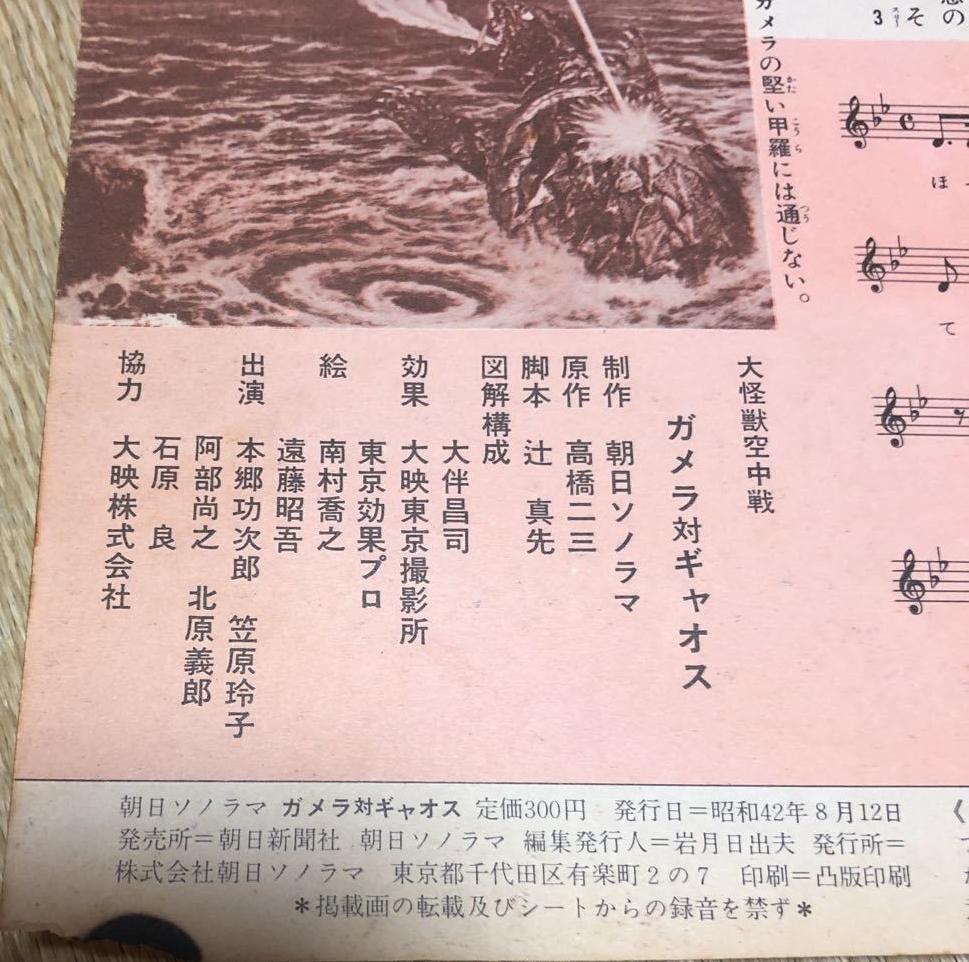 そ
3
ガメラの堅い甲羅には通じない。
ほ
て
大怪獣空中戦
ガメラ対ギャオス
制作 朝日ソノラマ
原作 高橋二三
脚本 辻 真先
図解構成
大伴昌司
効果 大映東京撮影所
東京効果プロ
絵 南村喬之
遠藤昭吾
出演 本郷功次郎 笠原玲子
阿部尚之 北原義郎
石原 良
協力 大映株式会社
朝日ソノラマ ガメラ対ギャオス 定価300円 発行日=昭和42年8月12日
発売所=朝日新聞社 朝日ソノラマ 編集発行人=岩月日出夫 発行所=
株式会社朝日ソノラマ 東京都千代田区有楽町2の7 印刷=凸版印刷
*掲載画の転載及びシートからの録音を禁ず*